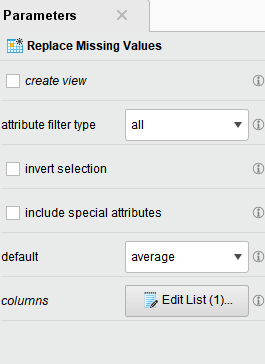 Parameters
Replace Missing Values
create view
attribute filter type all
invert selection
include special attributes
default average
columns Edit List (1)...